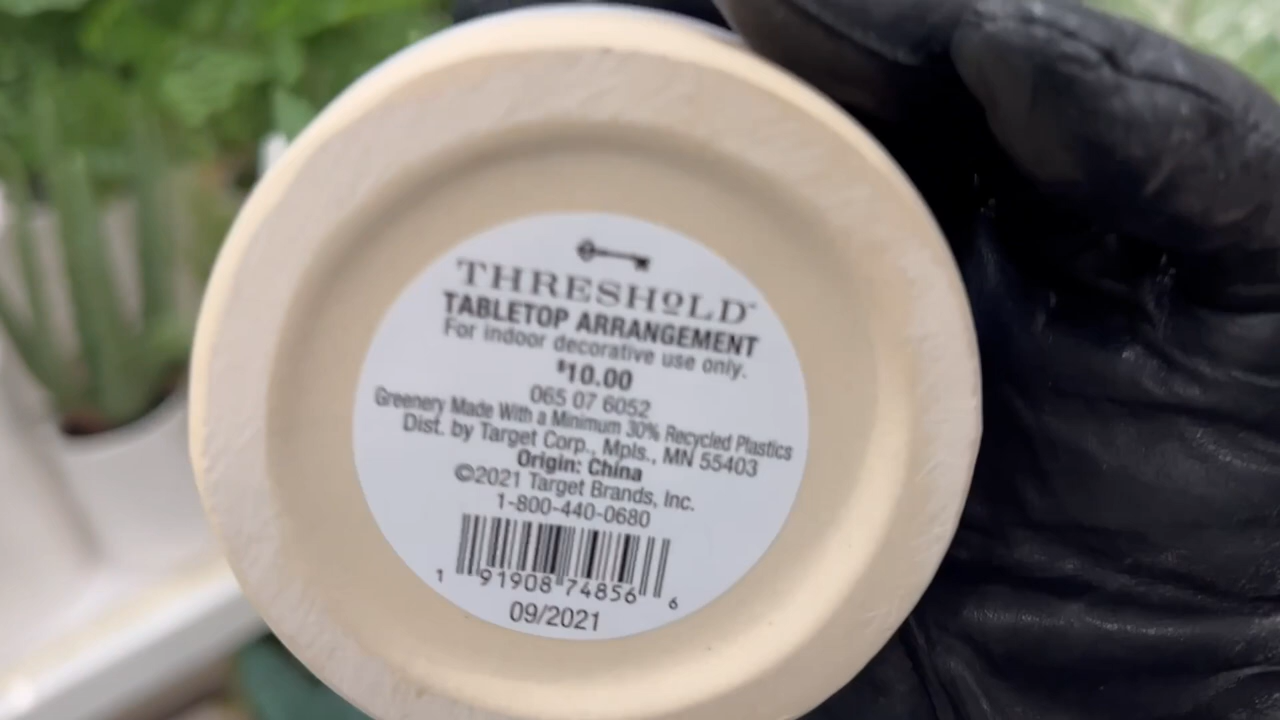 THRESHOLD™
TABLETOP ARRANGEMENT
For indoor decorative use only.
$10.00
065 07 6052
Greenery Made With a Minimum 30% Recycled Plastics
Dist. by Target Corp., Mpls., MN 55403
Origin: China
©2021 Target Brands, Inc.
1-800-440-0680
1 91908 74856 6
09/2021